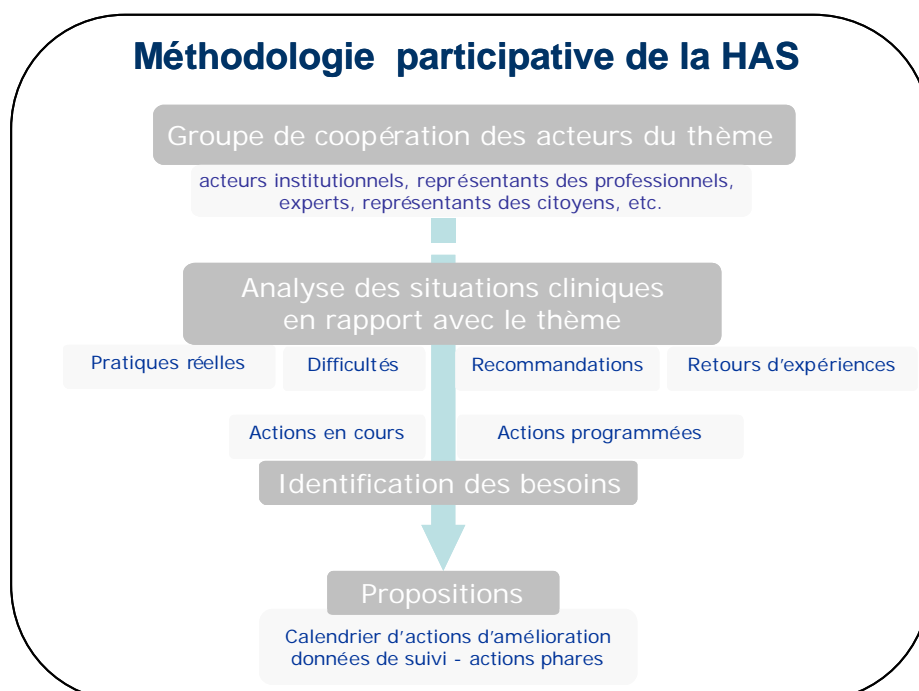 Méthodologie participative de la HAS
Groupe de coopération des acteurs du thème
acteurs institutionnels, représentants des professionnels,
experts, représentants des citoyens, etc.
Analyse des situations cliniques
en rapport avec le thème
Pratiques réelles
Difficultés
Recommandations
Retours d'expériences
Actions en cours
Actions programmées
Identification des besoins
Propositions
Calendrier d'actions d'amélioration
données de suivi - actions phares